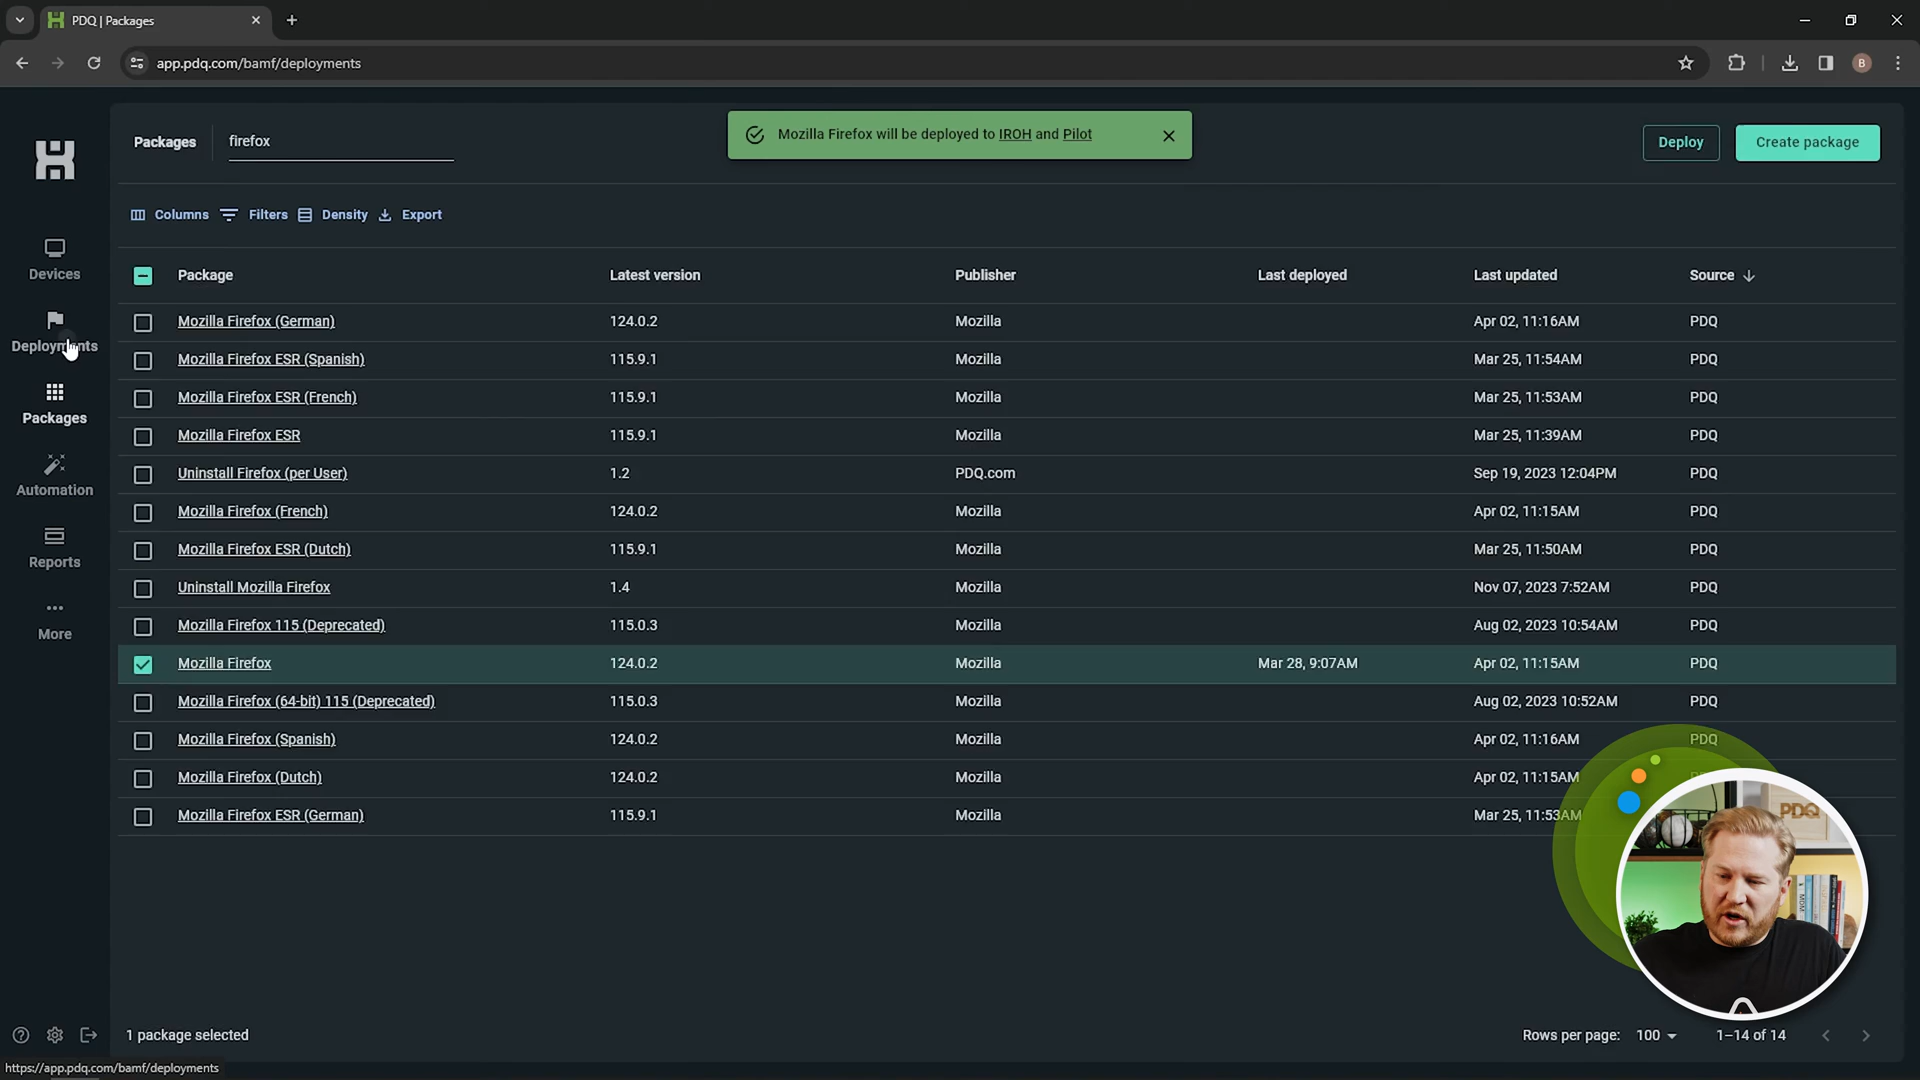 PDQ | Packages
app.pdq.com/bamf/deployments
B
Packages
firefox
Mozilla Firefox will be deployed to IROH and Pilot
Deploy
Create package
Columns
Filters
Density
Export
Devices
Deployments
Packages
Automation
Reports
More
Package Latest version Publisher Last deployed Last updated Source
Mozilla Firefox (German) 124.0.2 Mozilla Apr 02, 11:16AM PDQ
Mozilla Firefox ESR (Spanish) 115.9.1 Mozilla Mar 25, 11:54AM PDQ
Mozilla Firefox ESR (French) 115.9.1 Mozilla Mar 25, 11:53AM PDQ
Mozilla Firefox ESR 115.9.1 Mozilla Mar 25, 11:39AM PDQ
Uninstall Firefox (per User) 1.2 PDQ.com Sep 19, 2023 12:04PM PDQ
Mozilla Firefox (French) 124.0.2 Mozilla Apr 02, 11:15AM PDQ
Mozilla Firefox ESR (Dutch) 115.9.1 Mozilla Mar 25, 11:50AM PDQ
Uninstall Mozilla Firefox 1.4 Mozilla Nov 07, 2023 7:52AM PDQ
Mozilla Firefox 115 (Deprecated) 115.0.3 Mozilla Aug 02, 2023 10:54AM PDQ
Mozilla Firefox 124.0.2 Mozilla Mar 28, 9:07AM Apr 02, 11:15AM PDQ
Mozilla Firefox (64-bit) 115 (Deprecated) 115.0.3 Mozilla Aug 02, 2023 10:52AM PDQ
Mozilla Firefox (Spanish) 124.0.2 Mozilla Apr 02, 11:16AM PDQ
Mozilla Firefox (Dutch) 124.0.2 Mozilla Apr 02, 11:15AM
Mozilla Firefox ESR (German) 115.9.1 Mozilla Mar 25, 11:53AM
PDQ
1 package selected
Rows per page: 100 1–14 of 14
https://app.pdq.com/bamf/deployments